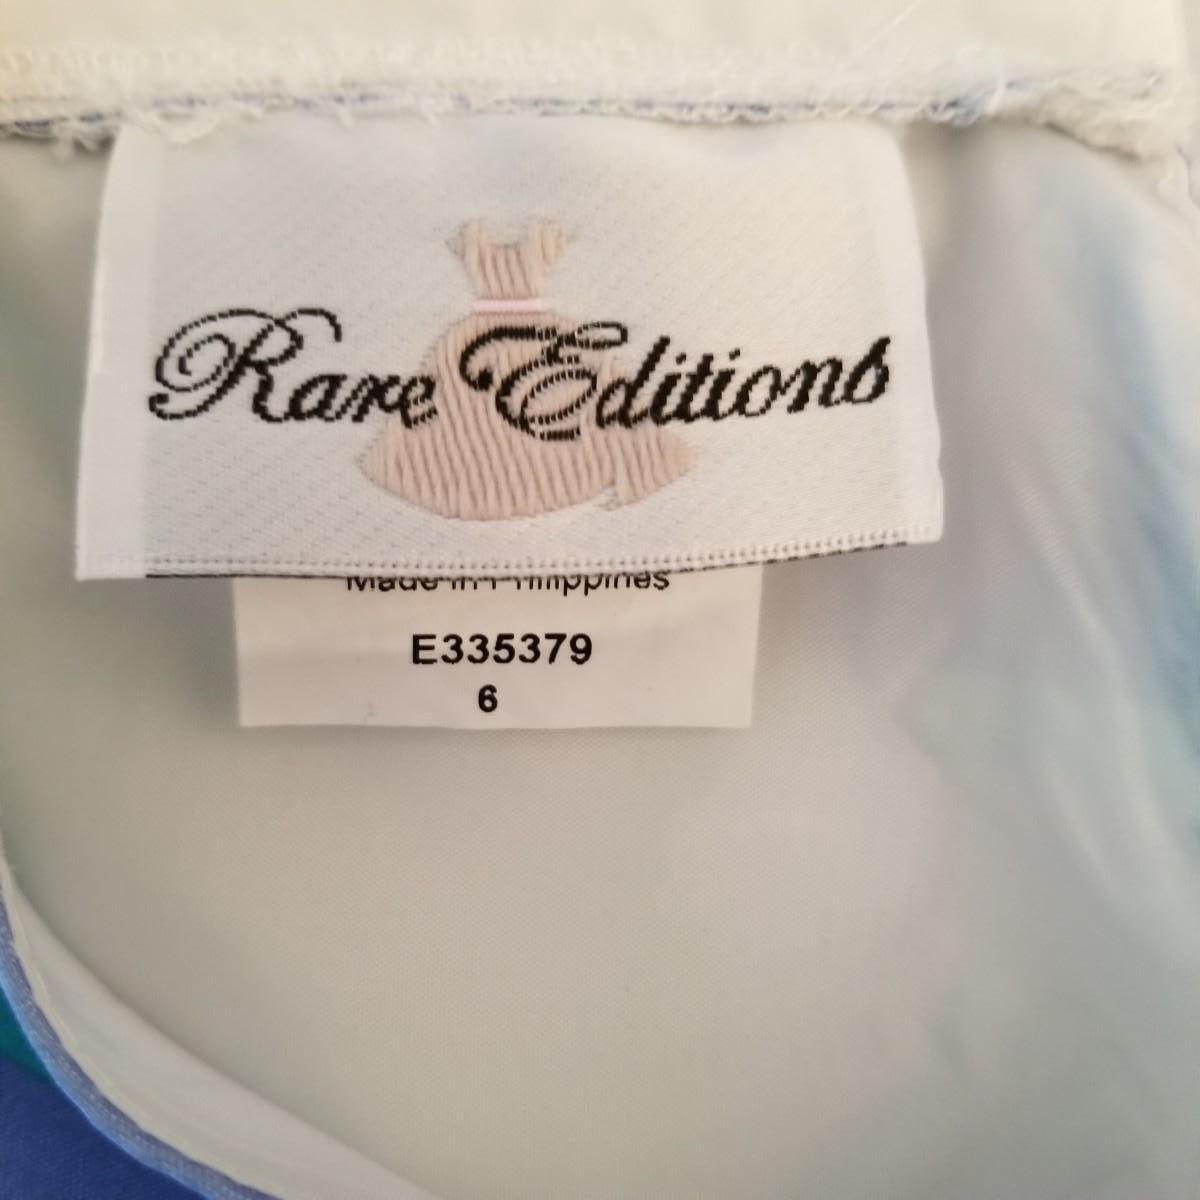 Rare Editions
Made in Philippines
E335379
6